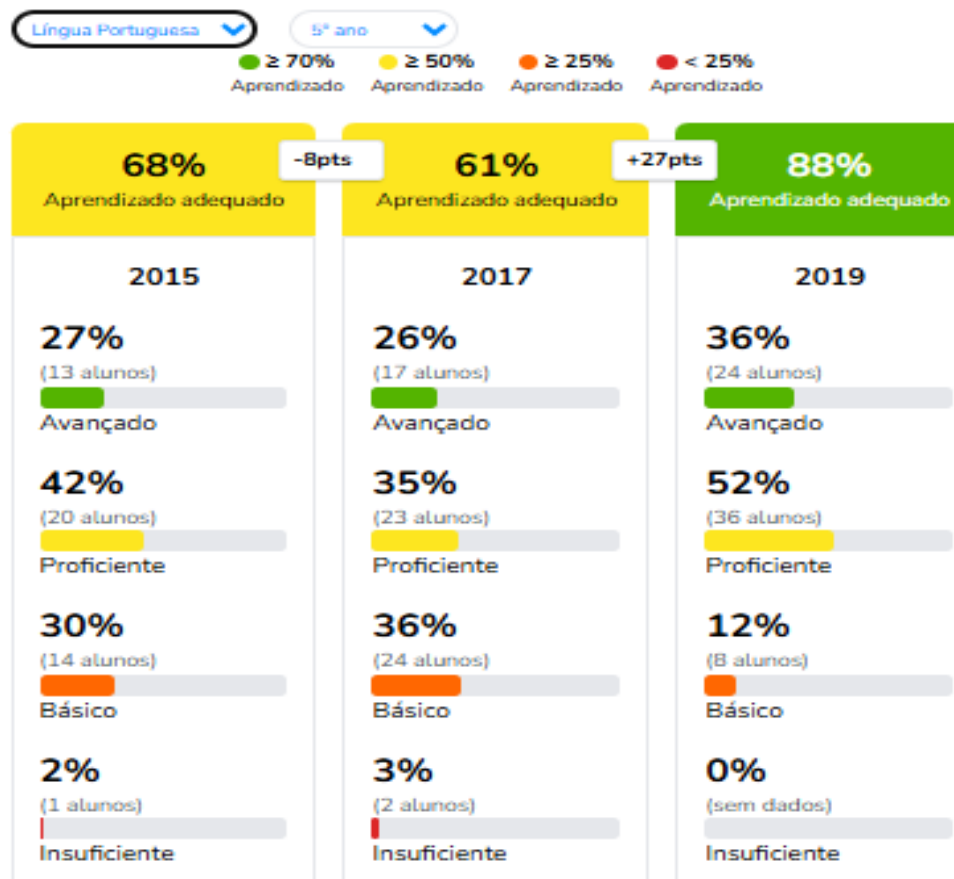 Língua Portuguesa
5º ano
≥ 70%
Aprendizado
≥ 50%
Aprendizado
≥ 25%
Aprendizado
< 25%
Aprendizado
68%
Aprendizado adequado
-8pts
61%
Aprendizado adequado
+27pts
88%
Aprendizado adequado
2015
27%
(13 alunos)
Avançado
42%
(20 alunos)
Proficiente
30%
(14 alunos)
Básico
2%
(1 alunos)
Insuficiente
2017
26%
(17 alunos)
Avançado
35%
(23 alunos)
Proficiente
36%
(24 alunos)
Básico
3%
(2 alunos)
Insuficiente
2019
36%
(24 alunos)
Avançado
52%
(36 alunos)
Proficiente
12%
(8 alunos)
Básico
0%
(sem dados)
Insuficiente